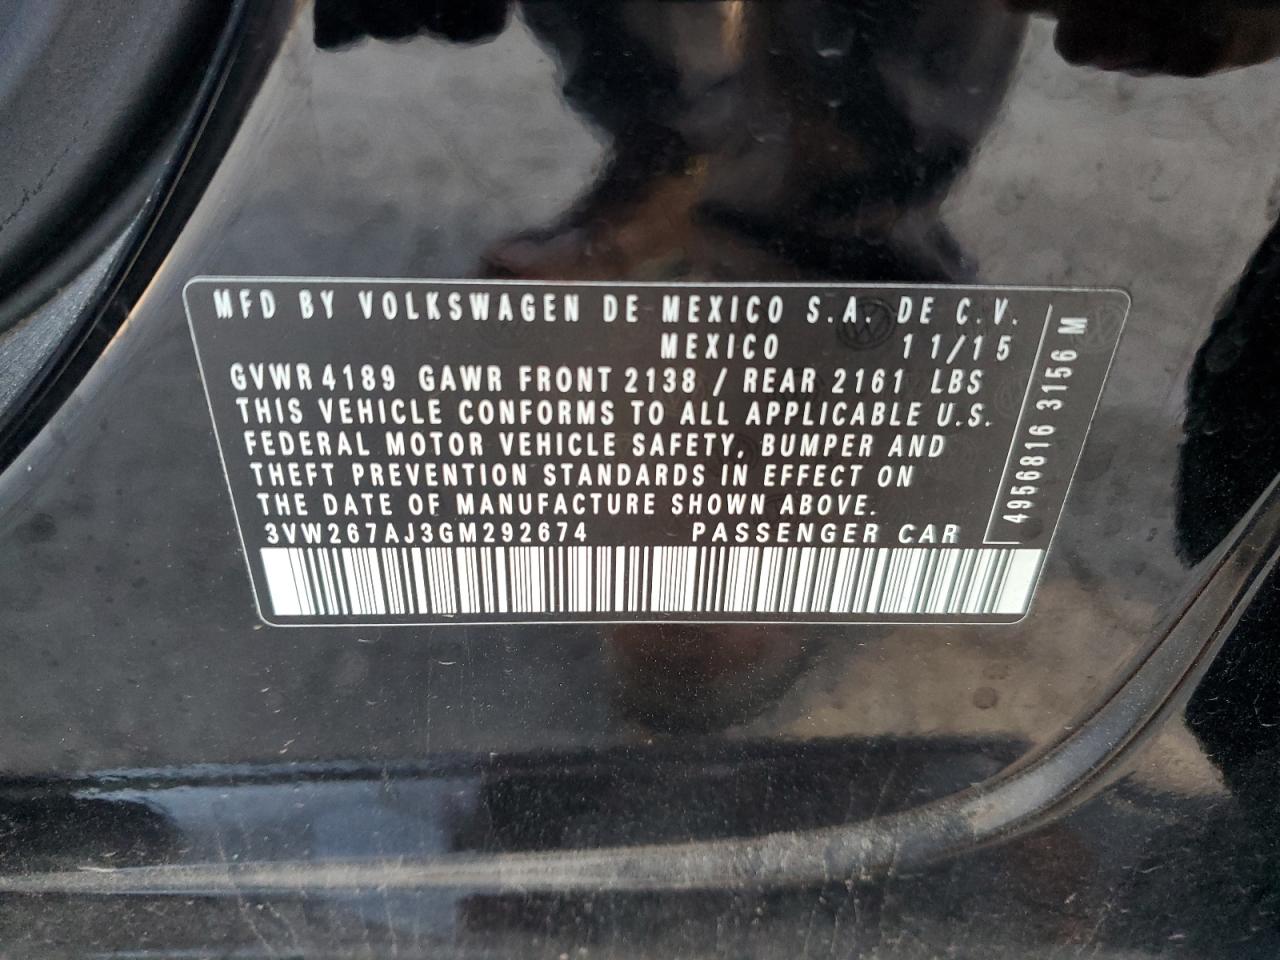 MFD BY VOLKSWAGEN DE MEXICO S.A. DE C.V.
MEXICO 11/15
GVWR 4189 GAWR FRONT 2138 / REAR 2161 LBS
THIS VEHICLE CONFORMS TO ALL APPLICABLE U.S.
FEDERAL MOTOR VEHICLE SAFETY, BUMPER AND
THEFT PREVENTION STANDARDS IN EFFECT ON
THE DATE OF MANUFACTURE SHOWN ABOVE.
3VW267AJ3GM292674 PASSENGER CAR
4956816 3156 M